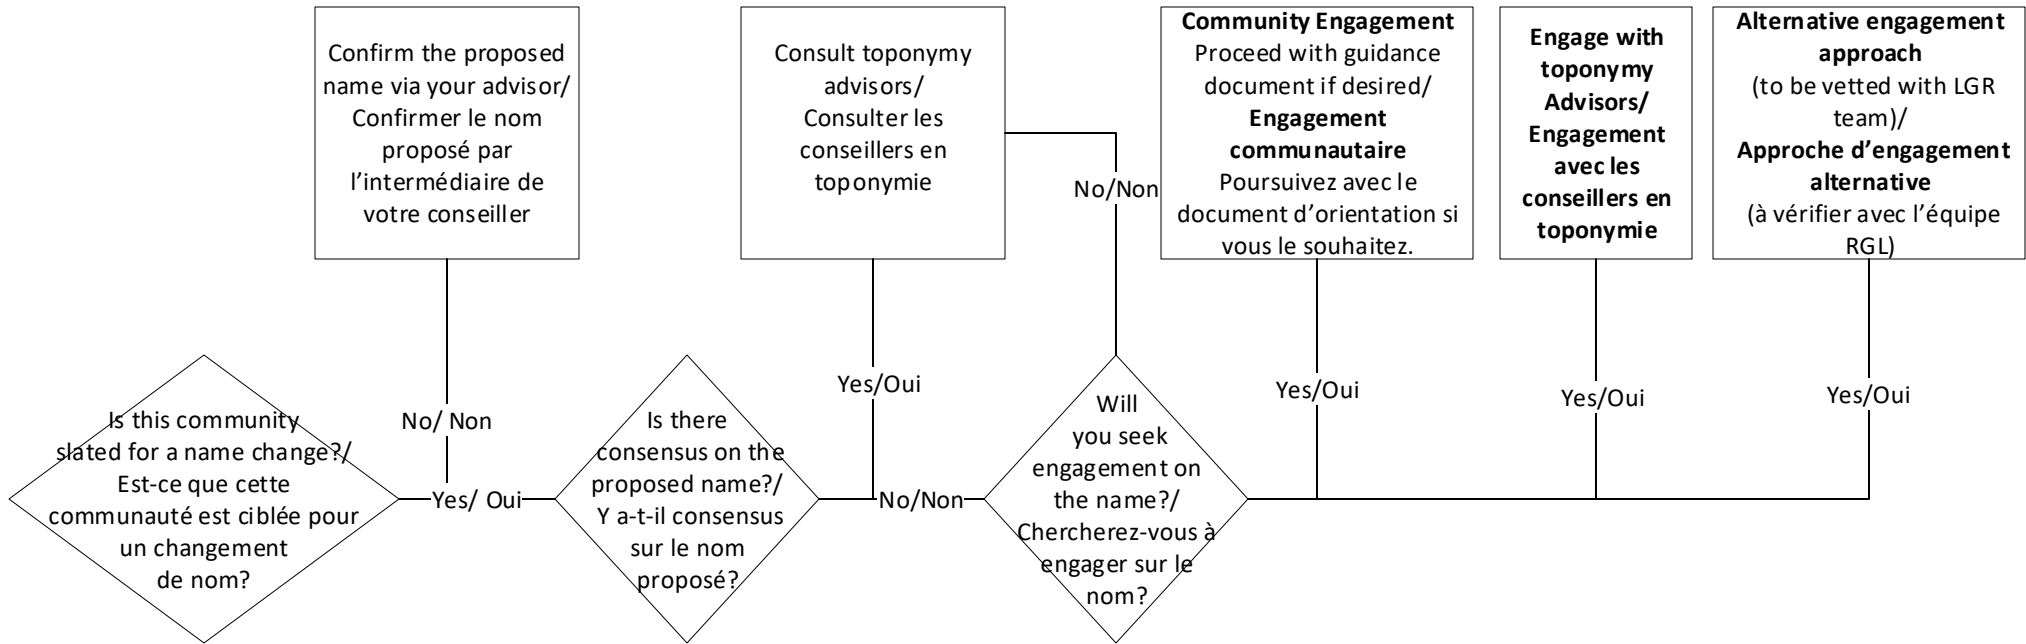 Confirm the proposed
name via your advisor/
Confirmer le nom
proposé par
l’intermédiaire de
votre conseiller
Consult toponymy
advisors/
Consulter les
conseillers en
toponymie
Community Engagement
Proceed with guidance
document if desired/
Engagement
communautaire
Poursuivez avec le
document d’orientation si
vous le souhaitez.
Engage with
toponymy
Advisors/
Engagement
avec les
conseillers en
toponymie
Alternative engagement
approach
(to be vetted with LGR
team)/
Approche d’engagement
alternative
(à vérifier avec l’équipe
RGL)
No/Non
Yes/Oui
Yes/Oui
Yes/Oui
Yes/Oui
No/ Non
Is this community
slated for a name change?/
Est-ce que cette
communauté est ciblée pour
un changement
de nom?
Yes/ Oui
Is there
consensus on the
proposed name?/
Y a-t-il consensus
sur le nom
proposé?
No/Non
Will
you seek
engagement on
the name?/
Chercherez-vous à
engager sur le
nom?